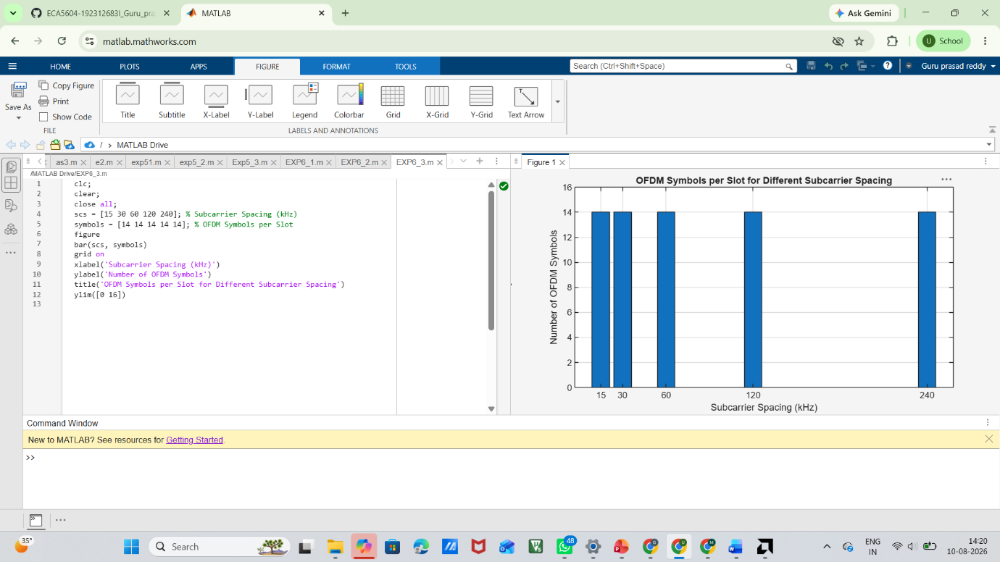 ECA5604-192312683I_Guru_pra
MATLAB
Ask Gemini
matlab.mathworks.com
U School
HOME PLOTS APPS FIGURE FORMAT TOOLS
Search (Ctrl+Shift+Space)
Guru prasad reddy
Save As
Copy Figure
Print
Show Code
FILE
Title Subtitle X-Label Y-Label Legend Colorbar Grid X-Grid Y-Grid Text Arrow
LABELS AND ANNOTATIONS
/ › MATLAB Drive
as3.m e2.m exp51.m exp5_2.m Exp5_3.m EXP6_1.m EXP6_2.m EXP6_3.m
/MATLAB Drive/EXP6_3.m
1 clc;
2 clear;
3 close all;
4 scs = [15 30 60 120 240]; % Subcarrier Spacing (kHz)
5 symbols = [14 14 14 14 14]; % OFDM Symbols per Slot
6 figure
7 bar(scs, symbols)
8 grid on
9 xlabel('Subcarrier Spacing (kHz)')
10 ylabel('Number of OFDM Symbols')
11 title('OFDM Symbols per Slot for Different Subcarrier Spacing')
12 ylim([0 16])
13
Figure 1
OFDM Symbols per Slot for Different Subcarrier Spacing
16
14
12
10
8
6
4
2
0
Number of OFDM Symbols
15 30 60 120 240
Subcarrier Spacing (kHz)
Command Window
New to MATLAB? See resources for Getting Started.
>>
35°
Search
48
ENG
IN
14:20
10-08-2026